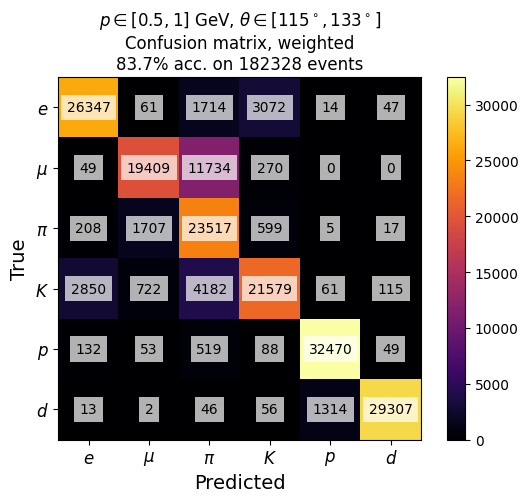 p ∈ [0.5, 1] GeV, θ ∈ [115°, 133°]
Confusion matrix, weighted
83.7% acc. on 182328 events
True
e 26347 61 1714 3072 14 47
μ 49 19409 11734 270 0 0
π 208 1707 23517 599 5 17
K 2850 722 4182 21579 61 115
p 132 53 519 88 32470 49
d 13 2 46 56 1314 29307
e μ π K p d
Predicted
30000
25000
20000
15000
10000
5000
0